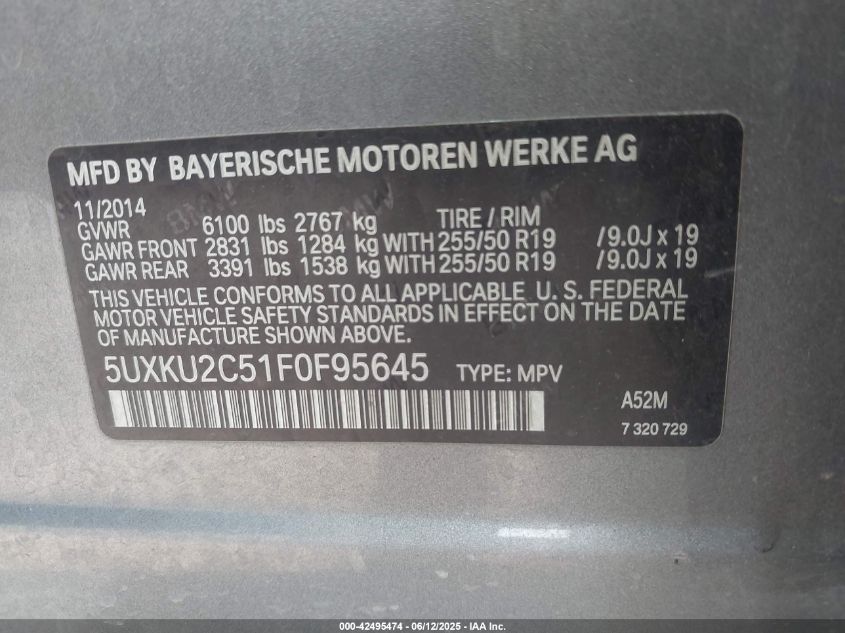 MFD BY BAYERISCHE MOTOREN WERKE AG
11/2014
GVWR 6100 lbs 2767 kg TIRE / RIM
GAWR FRONT 2831 lbs 1284 kg WITH 255/50 R19 /9.0J x 19
GAWR REAR 3391 lbs 1538 kg WITH 255/50 R19 /9.0J x 19
THIS VEHICLE CONFORMS TO ALL APPLICABLE U. S. FEDERAL
MOTOR VEHICLE SAFETY STANDARDS IN EFFECT ON THE DATE
OF MANUFACTURE SHOWN ABOVE.
5UXKU2C51F0F95645 TYPE: MPV
A52M
7 320 729
000-42495474 - 06/12/2025 - IAA Inc.